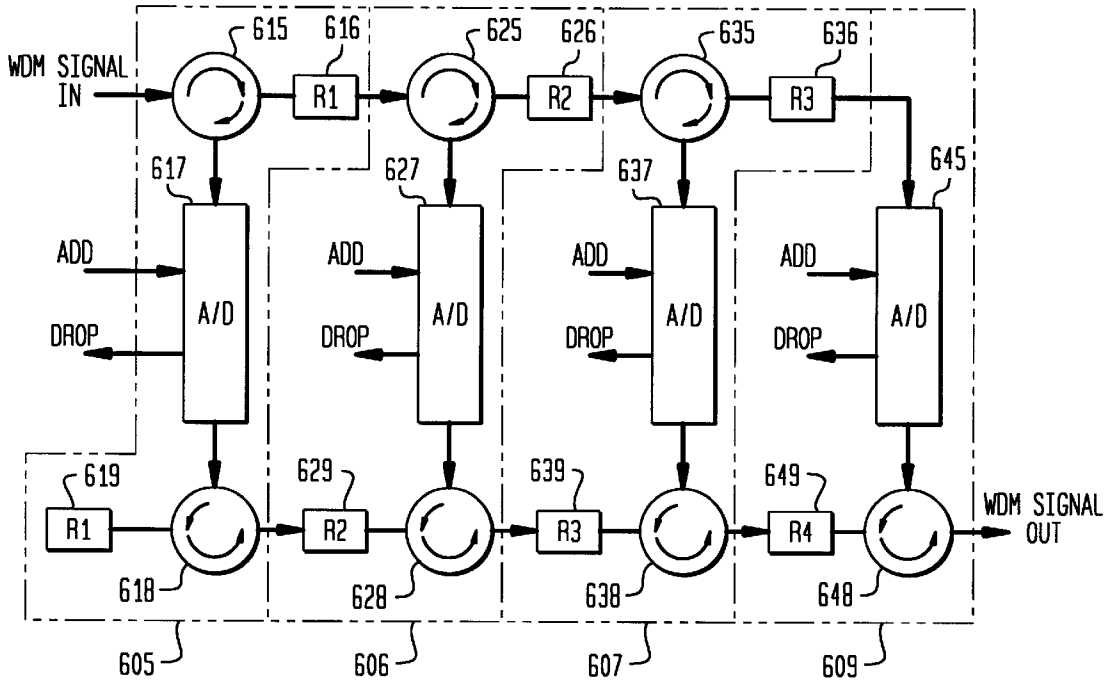 615 616 625 626 635 636
WDM SIGNAL
IN
R1 R2 R3
617 627 637 645
ADD ADD ADD ADD
A/D A/D A/D A/D
DROP DROP DROP DROP
619 629 639 649
R1 R2 R3 R4
WDM SIGNAL
OUT
618 628 638 648
605 606 607 609